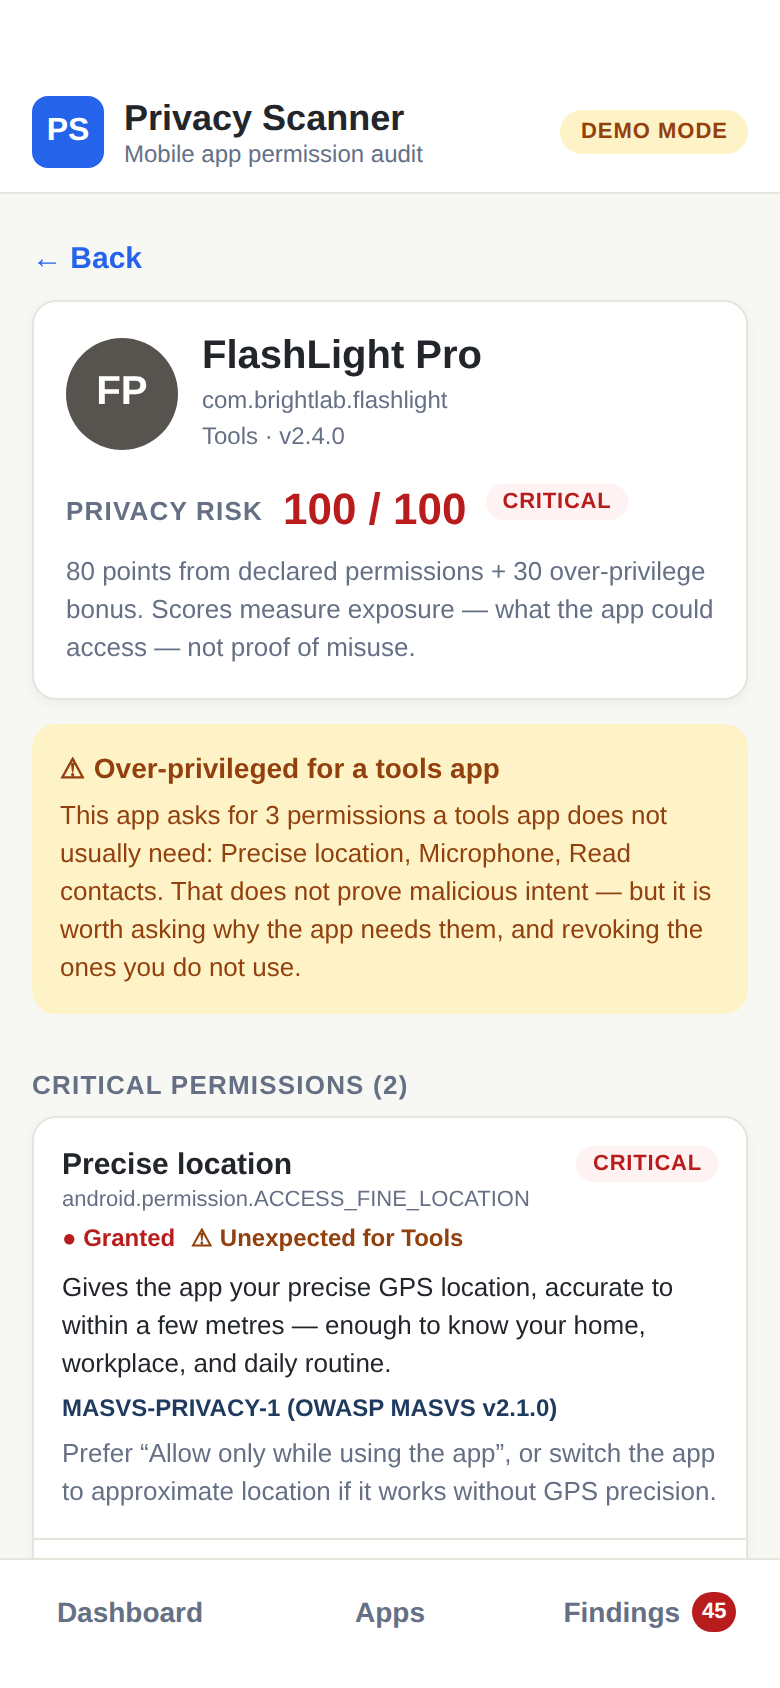 PS
Privacy Scanner
Mobile app permission audit
DEMO MODE
← Back
FP
FlashLight Pro
com.brightlab.flashlight
Tools · v2.4.0
PRIVACY RISK 100 / 100 CRITICAL
80 points from declared permissions + 30 over-privilege
bonus. Scores measure exposure — what the app could
access — not proof of misuse.
⚠ Over-privileged for a tools app
This app asks for 3 permissions a tools app does not
usually need: Precise location, Microphone, Read
contacts. That does not prove malicious intent — but it is
worth asking why the app needs them, and revoking the
ones you do not use.
CRITICAL PERMISSIONS (2)
Precise location CRITICAL
android.permission.ACCESS_FINE_LOCATION
● Granted ⚠ Unexpected for Tools
Gives the app your precise GPS location, accurate to
within a few metres — enough to know your home,
workplace, and daily routine.
MASVS-PRIVACY-1 (OWASP MASVS v2.1.0)
Prefer “Allow only while using the app”, or switch the app
to approximate location if it works without GPS precision.
Dashboard Apps Findings 45